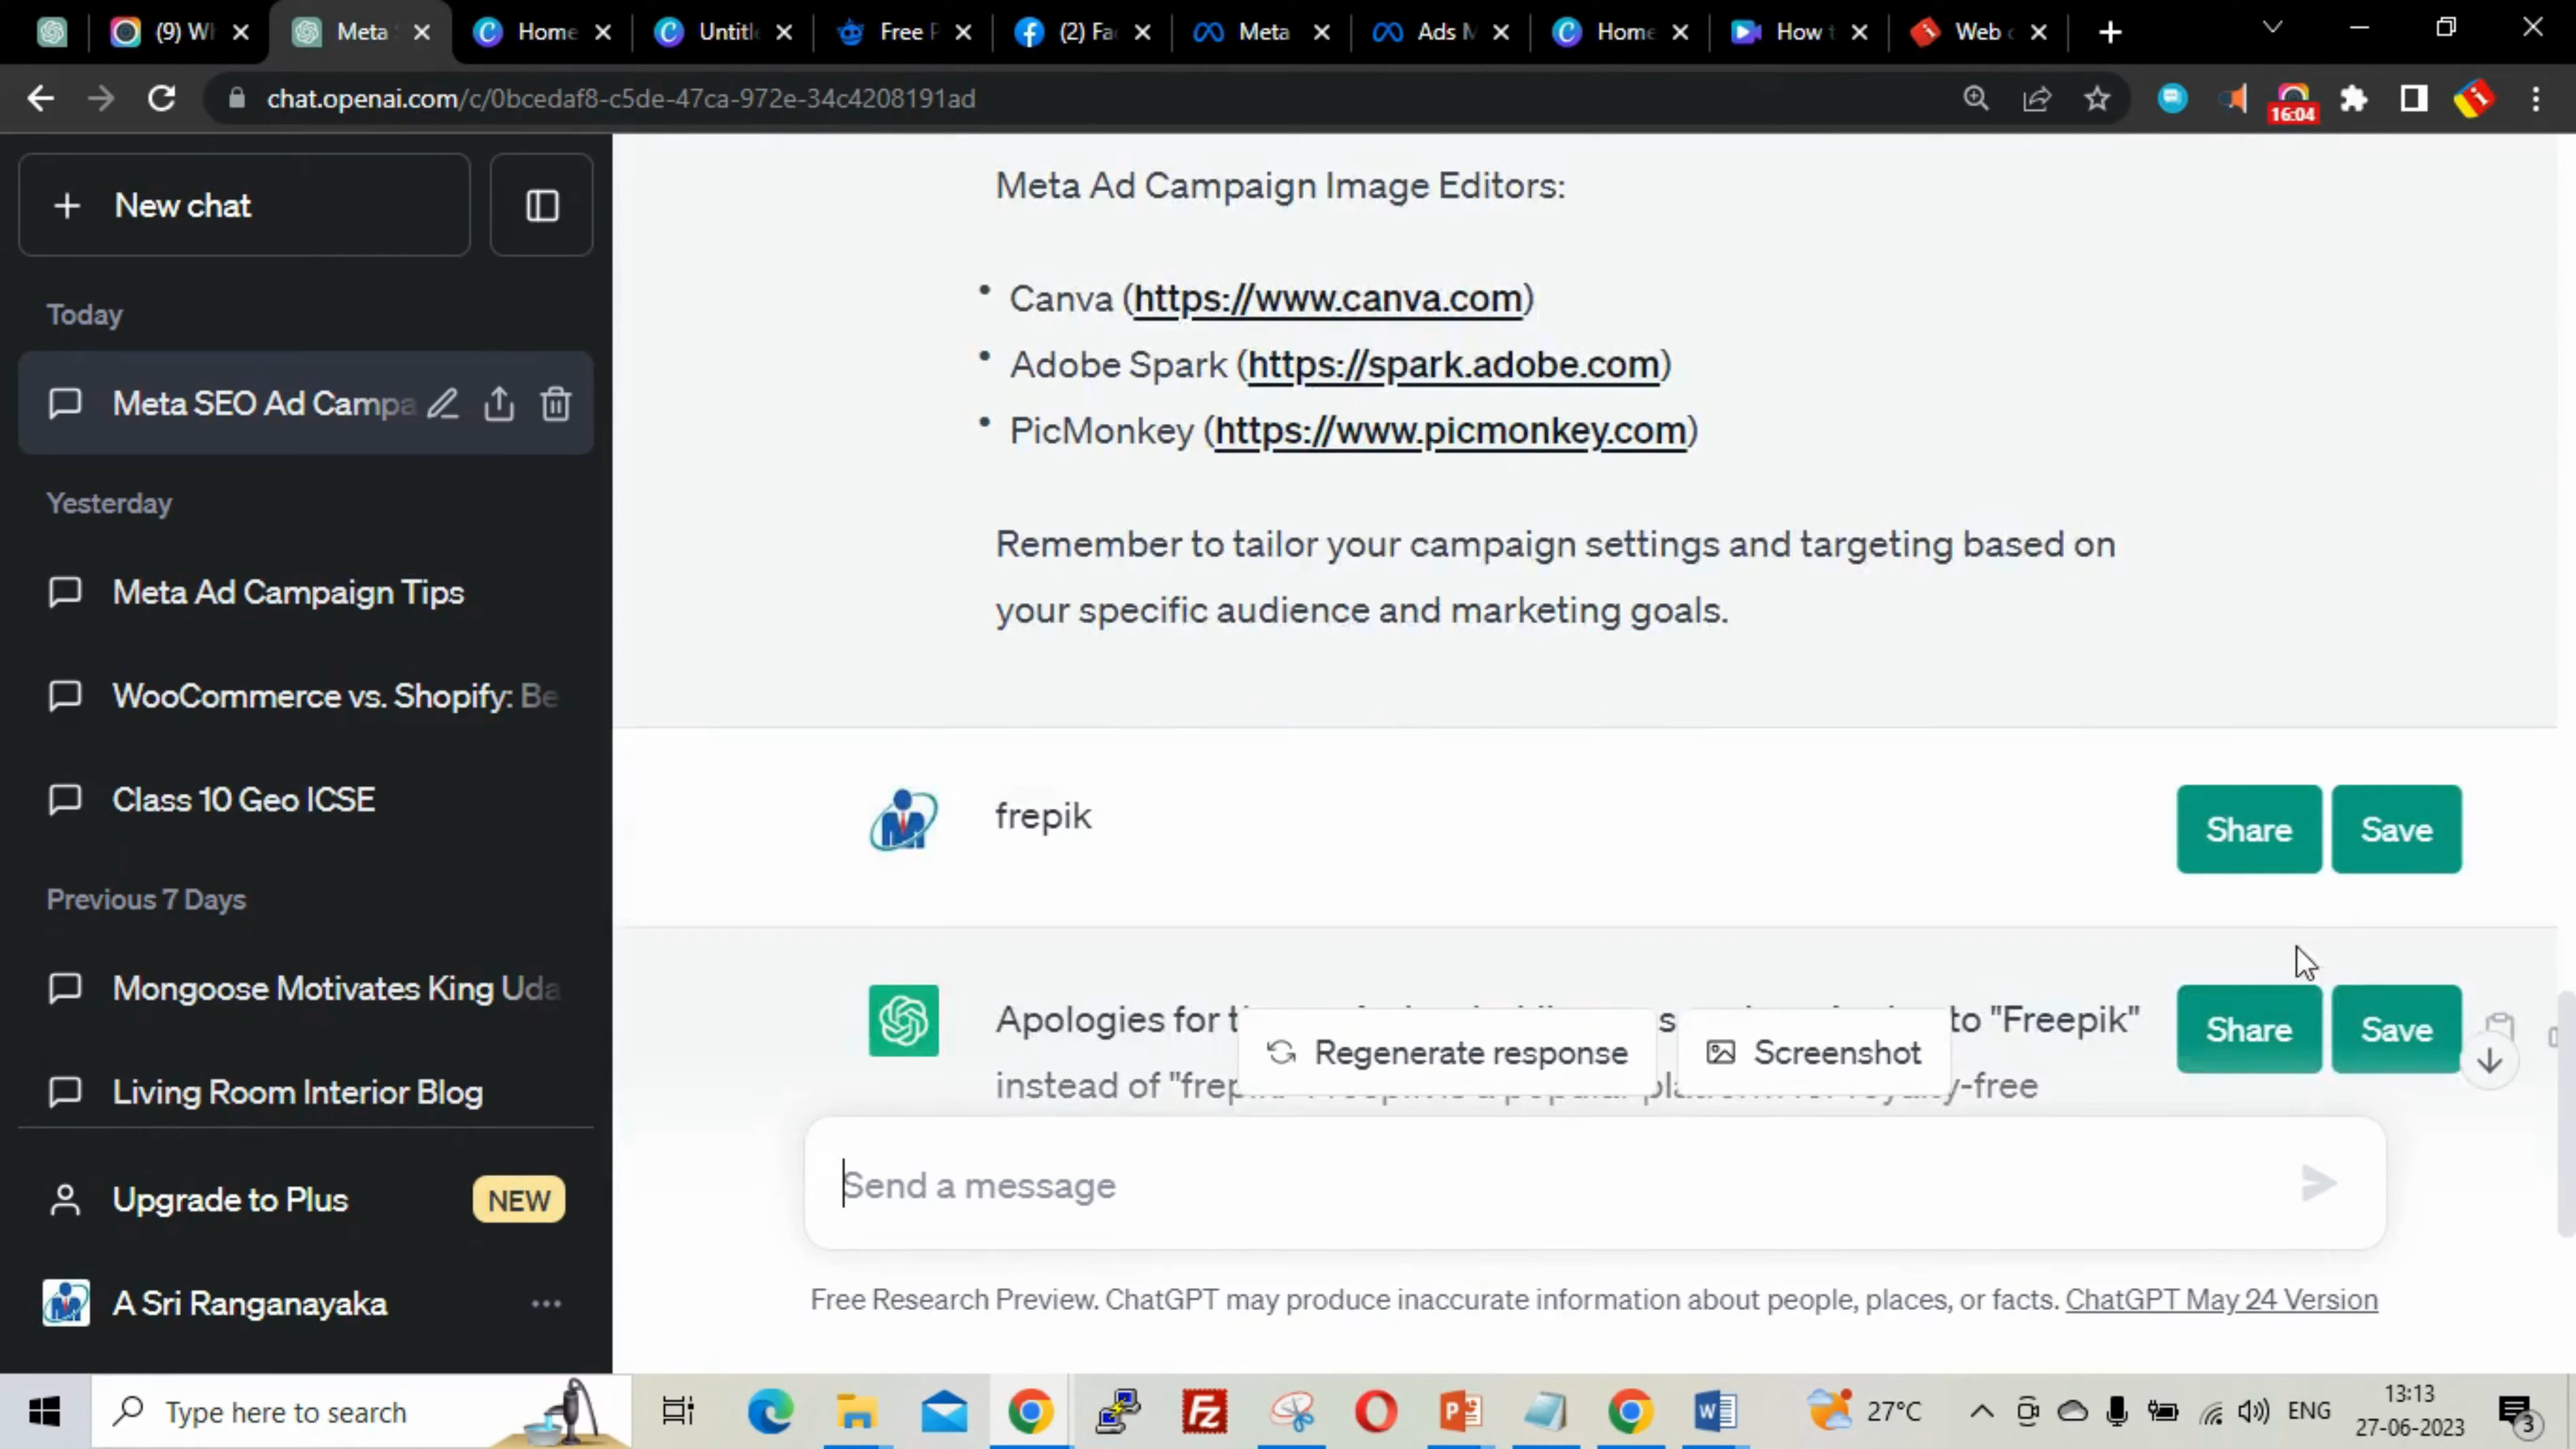 (9) Wh
Meta
Home
Untitle
Free P
(2) Fac
Meta
Ads M
Home
How t
Web c
chat.openai.com/c/0bcedaf8-c5de-47ca-972e-34c4208191ad
16:04
New chat
Today
Meta SEO Ad Campa
Yesterday
Meta Ad Campaign Tips
WooCommerce vs. Shopify: Be
Class 10 Geo ICSE
Previous 7 Days
Mongoose Motivates King Uda
Living Room Interior Blog
Upgrade to Plus NEW
A Sri Ranganayaka
Meta Ad Campaign Image Editors:
• Canva (https://www.canva.com)
• Adobe Spark (https://spark.adobe.com)
• PicMonkey (https://www.picmonkey.com)
Remember to tailor your campaign settings and targeting based on
your specific audience and marketing goals.
frepik
Share Save
Apologies for to "Freepik"
Share Save
Regenerate response Screenshot
instead of
Send a message
Free Research Preview. ChatGPT may produce inaccurate information about people, places, or facts. ChatGPT May 24 Version
Type here to search
27°C
ENG
13:13
27-06-2023
3